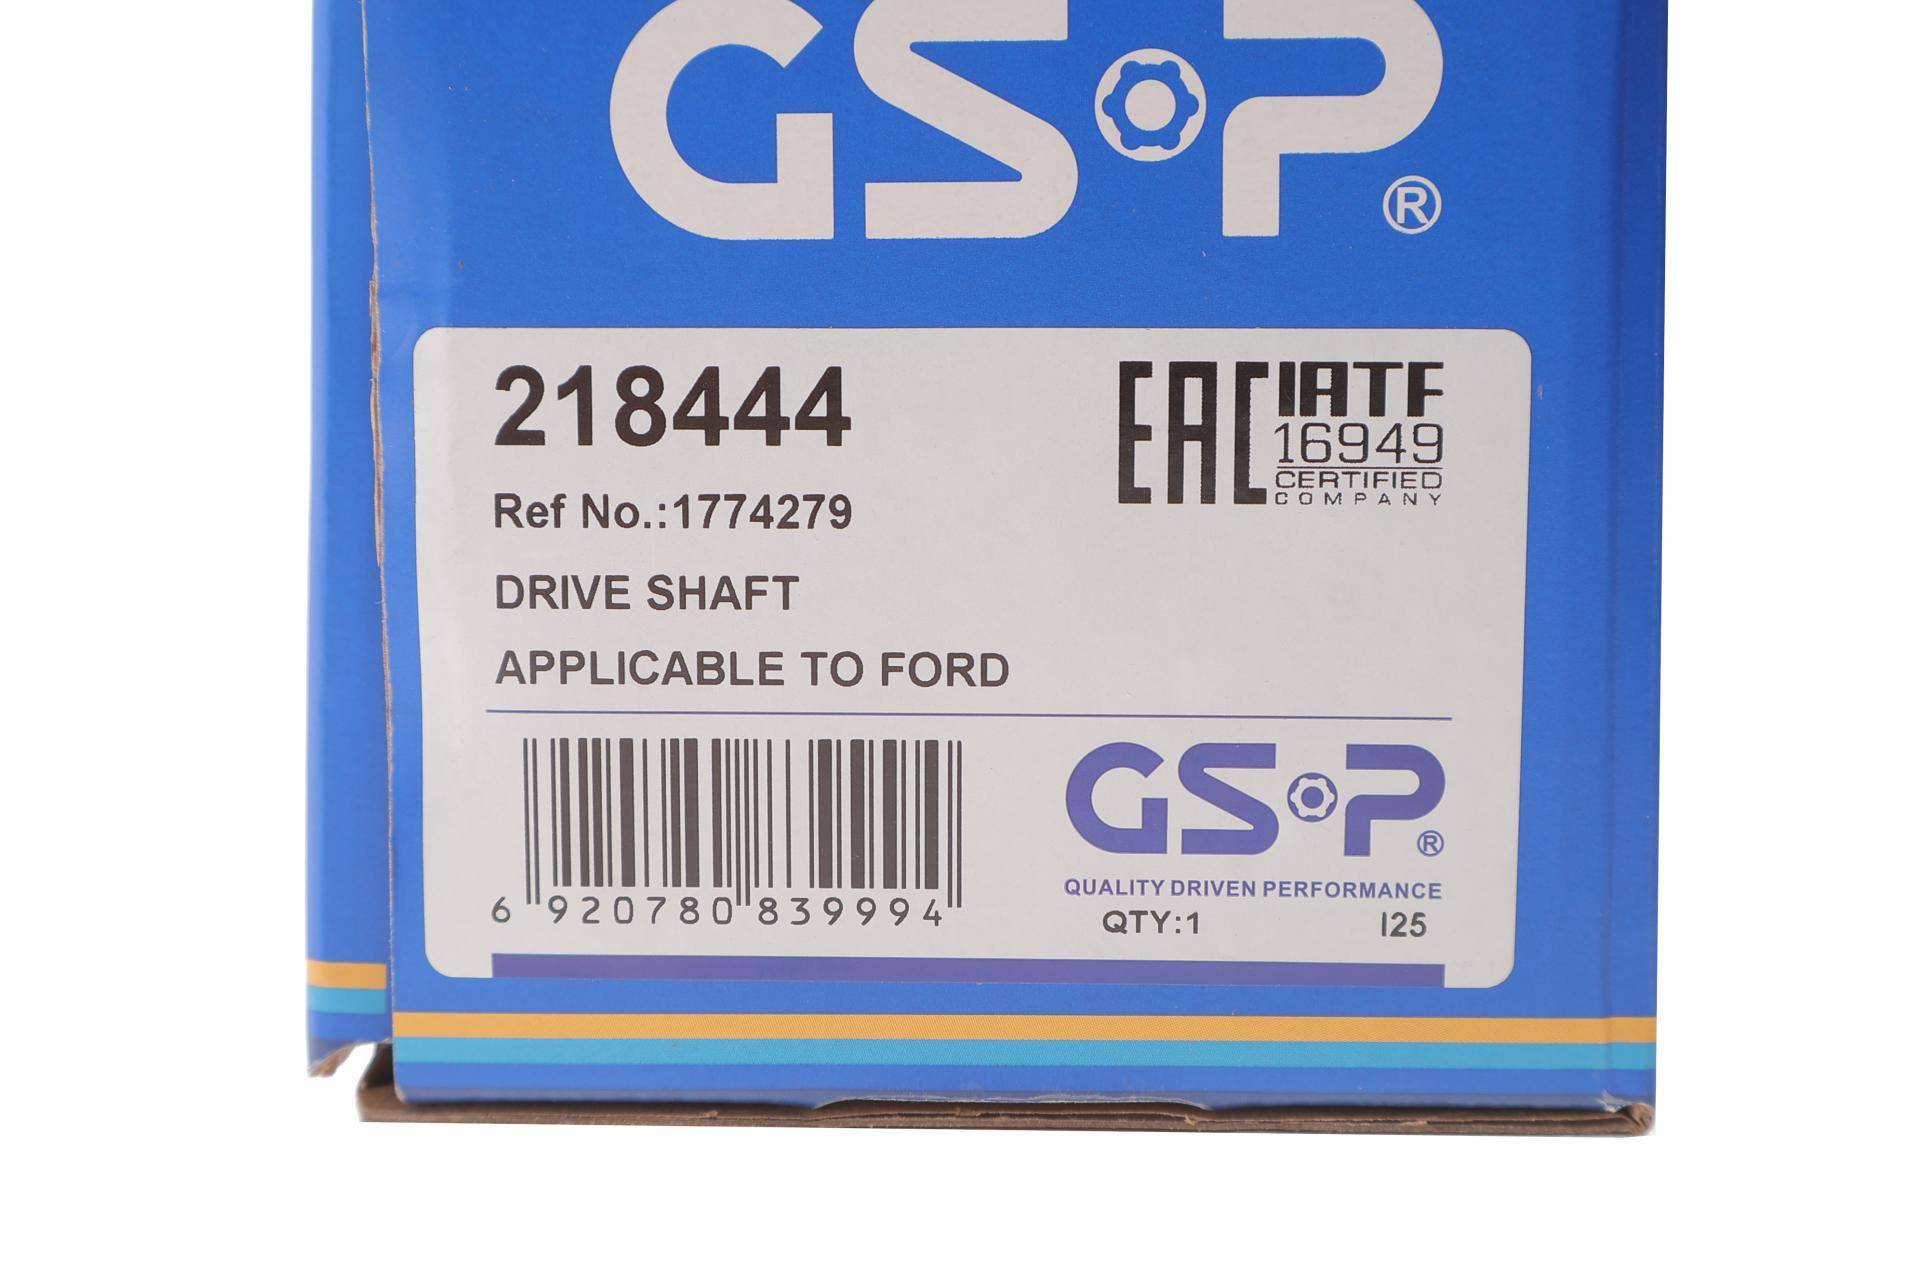 GSP®
218444
EAC IATF
16949
CERTIFIED
COMPANY
Ref No.:1774279
DRIVE SHAFT
APPLICABLE TO FORD
GSP®
QUALITY DRIVEN PERFORMANCE
6 920780 839994
QTY:1 I25